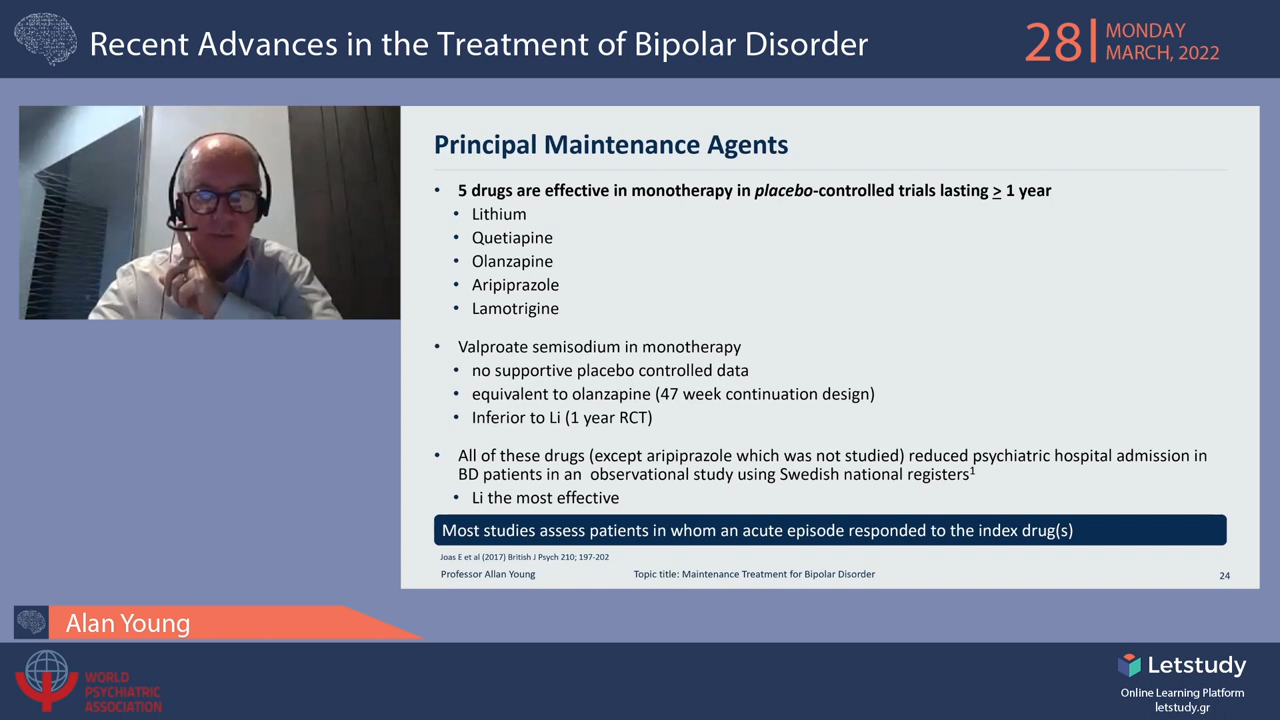 Recent Advances in the Treatment of Bipolar Disorder
28
MONDAY
MARCH, 2022
Principal Maintenance Agents
• 5 drugs are effective in monotherapy in placebo-controlled trials lasting ≥ 1 year
• Lithium
• Quetiapine
• Olanzapine
• Aripiprazole
• Lamotrigine
• Valproate semisodium in monotherapy
• no supportive placebo controlled data
• equivalent to olanzapine (47 week continuation design)
• Inferior to Li (1 year RCT)
• All of these drugs (except aripiprazole which was not studied) reduced psychiatric hospital admission in
BD patients in an observational study using Swedish national registers¹
• Li the most effective
Most studies assess patients in whom an acute episode responded to the index drug(s)
Joas E et al (2017) British J Psych 210; 197-202
Professor Allan Young
Topic title: Maintenance Treatment for Bipolar Disorder
24
Alan Young
WORLD
PSYCHIATRIC
ASSOCIATION
Letstudy
Online Learning Platform
letstudy.gr